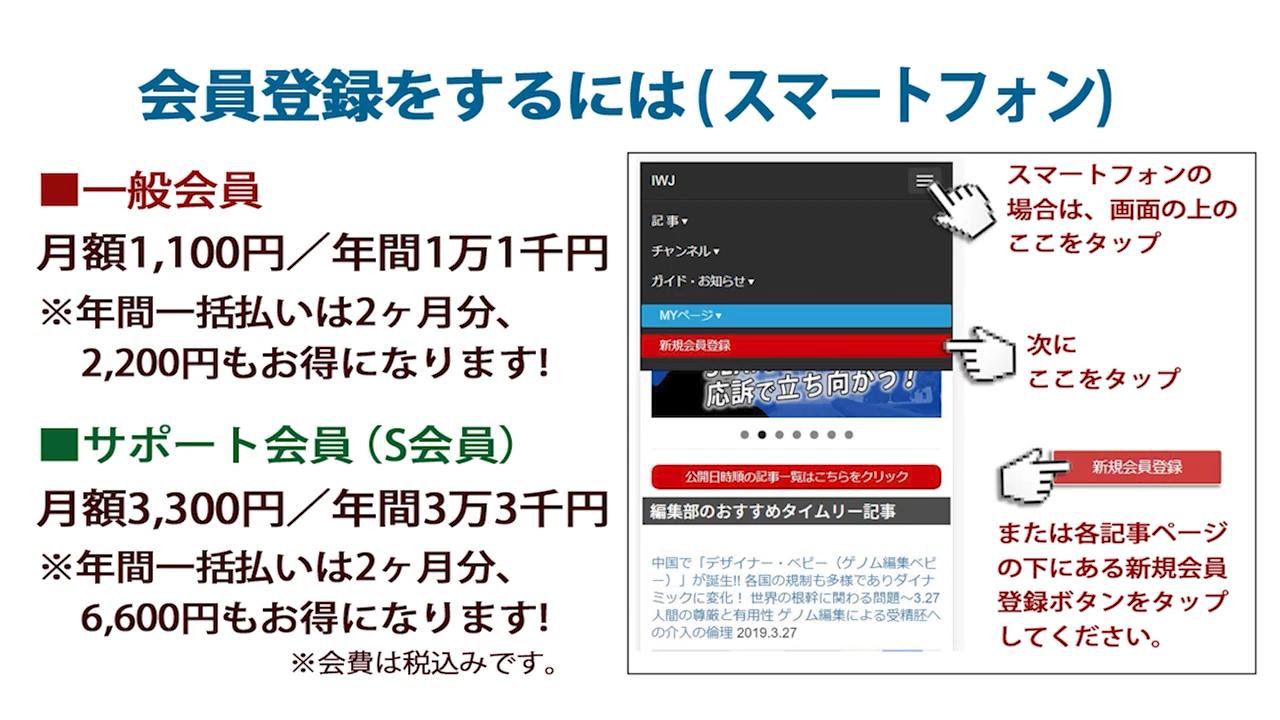 会員登録をするには(スマートフォン)
■一般会員
月額1,100円／年間1万1千円
※年間一括払いは2ヶ月分、
2,200円もお得になります!
■サポート会員（S会員）
月額3,300円／年間3万3千円
※年間一括払いは2ヶ月分、
6,600円もお得になります!
※会費は税込みです。
IWJ
記事▾
チャンネル▾
ガイド・お知らせ▾
MYページ▾
新規会員登録
応訴で立ち向かう！
公開日時順の記事一覧はこちらをクリック
編集部のおすすめタイムリー記事
中国で「デザイナー・ベビー（ゲノム編集ベビ
ー）」が誕生!! 各国の規制も多様でありダイナ
ミックに変化！ 世界の根幹に関わる問題〜3.27
人間の尊厳と有用性 ゲノム編集による受精胚へ
の介入の倫理 2019.3.27
スマートフォンの
場合は、画面の上の
ここをタップ
次に
ここをタップ
新規会員登録
または各記事ページ
の下にある新規会員
登録ボタンをタップ
してください。